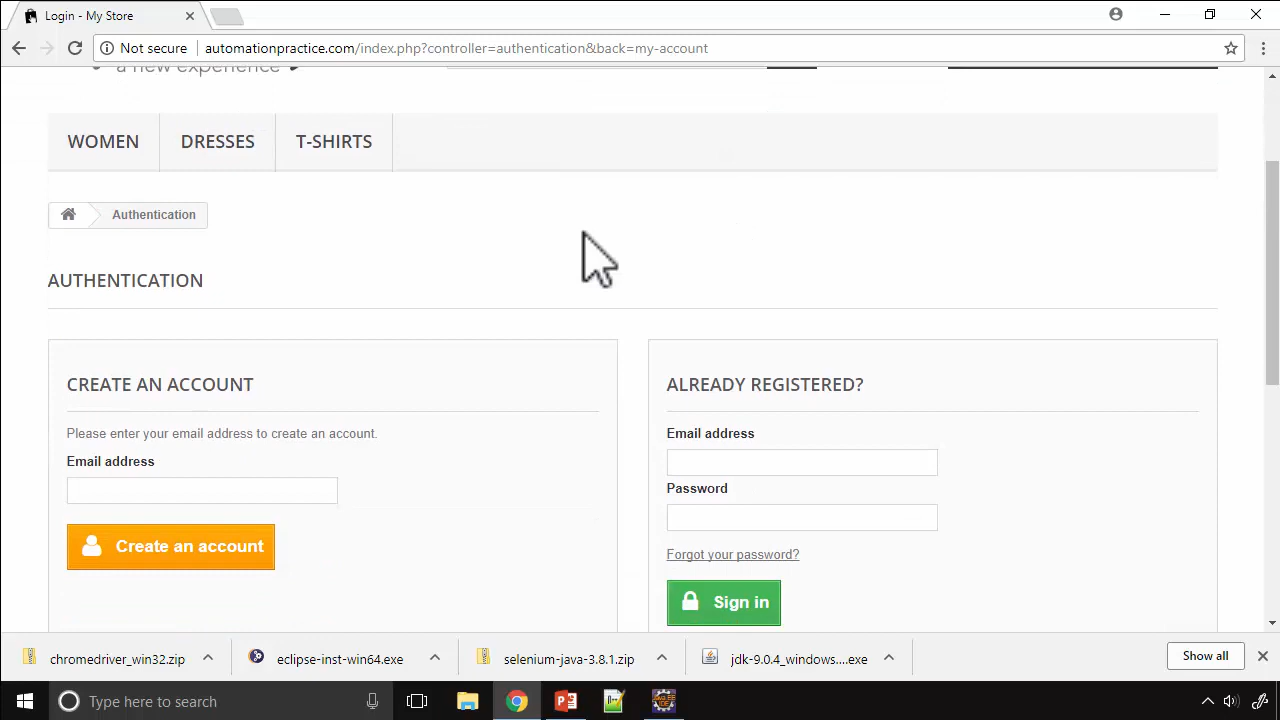 Login - My Store
Not secure
automationpractice.com/index.php?controller=authentication&back=my-account
a new experience
WOMEN
DRESSES
T-SHIRTS
Authentication
AUTHENTICATION
CREATE AN ACCOUNT
Please enter your email address to create an account.
Email address
Create an account
ALREADY REGISTERED?
Email address
Password
Forgot your password?
Sign in
chromedriver_win32.zip
eclipse-inst-win64.exe
selenium-java-3.8.1.zip
jdk-9.0.4_windows....exe
Show all
Type here to search